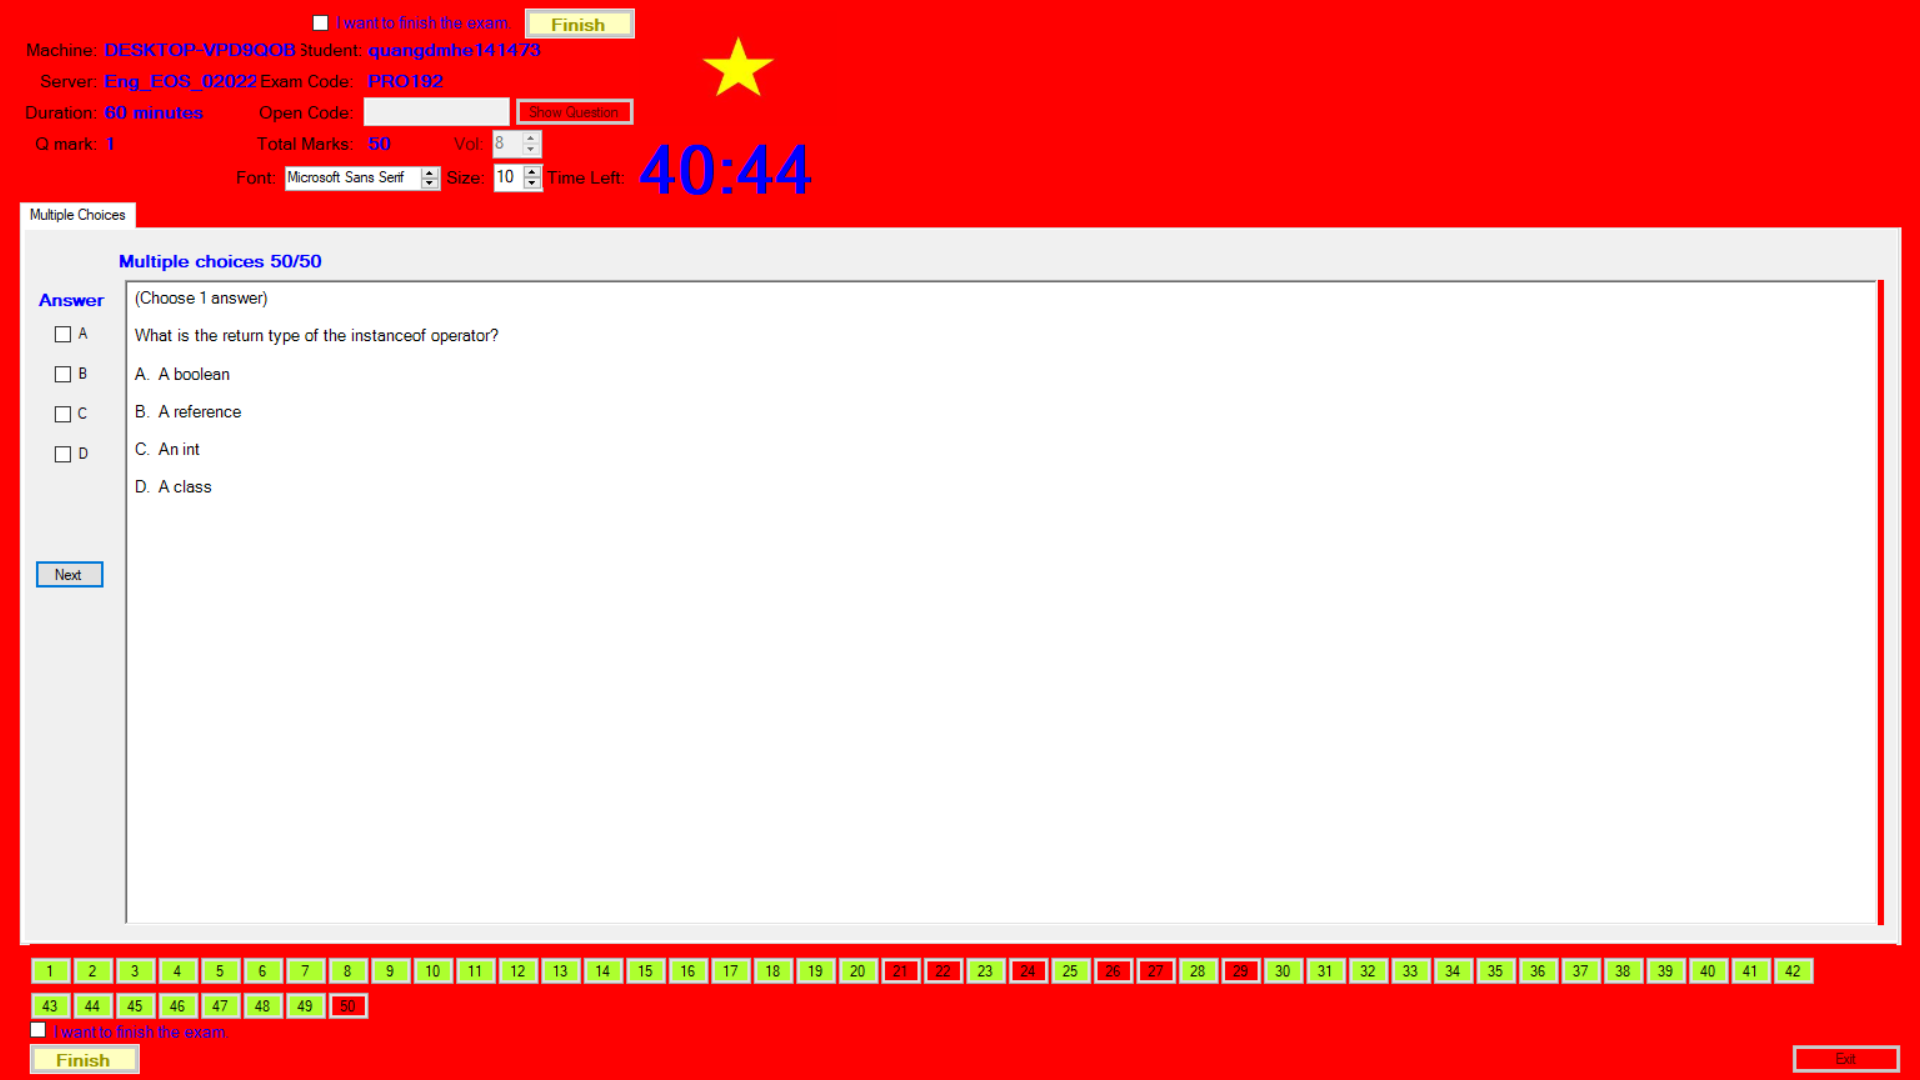 I want to finish the exam. Finish
Machine: DESKTOP-VPD9QOB Student: quangdmhe141473
Server: Eng_EOS_02022 Exam Code: PRO192
Duration: 60 minutes Open Code: Show Question
Q mark: 1 Total Marks: 50 Vol: 8
Font: Microsoft Sans Serif Size: 10 Time Left: 40:44
Multiple Choices
Multiple choices 50/50
Answer
A
B
C
D
Next
(Choose 1 answer)
What is the return type of the instanceof operator?
A. A boolean
B. A reference
C. An int
D. A class
1 2 3 4 5 6 7 8 9 10 11 12 13 14 15 16 17 18 19 20 21 22 23 24 25 26 27 28 29 30 31 32 33 34 35 36 37 38 39 40 41 42
43 44 45 46 47 48 49 50
I want to finish the exam.
Finish
Exit